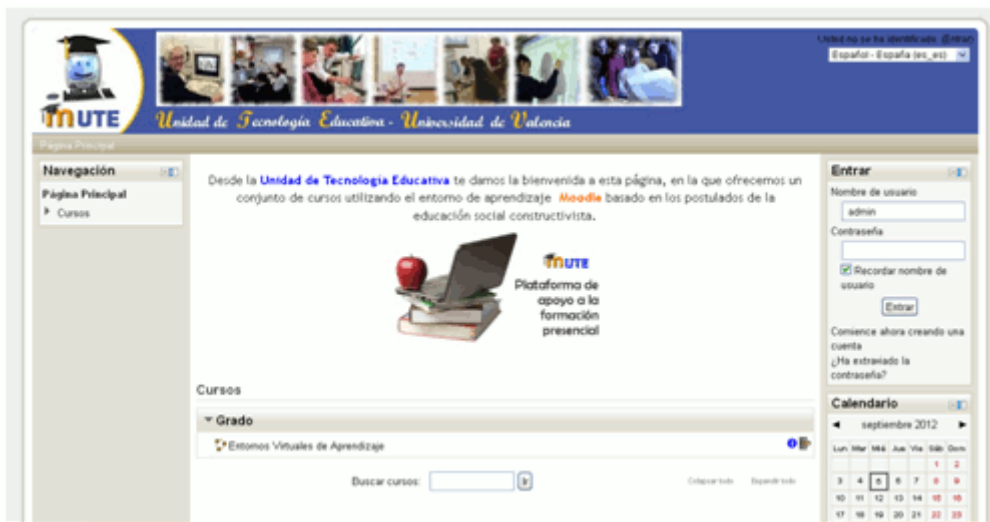 Usted no se ha identificado. (Entrar)
Español - España (es_es)
mUTE
Unidad de Tecnología Educativa - Universidad de Valencia
Página Principal
Navegación
Página Principal
Cursos
Desde la Unidad de Tecnología Educativa te damos la bienvenida a esta página, en la que ofrecemos un
conjunto de cursos utilizando el entorno de aprendizaje Moodle basado en los postulados de la
educación social constructivista.
mUTE
Plataforma de
apoyo a la
formación
presencial
Cursos
Grado
Entornos Virtuales de Aprendizaje
Buscar cursos:
Ir
Colapsar todo Expandir todo
Entrar
Nombre de usuario
admin
Contraseña
Recordar nombre de
usuario
Entrar
Comience ahora creando una
cuenta
¿Ha extraviado la
contraseña?
Calendario
septiembre 2012
Lun Mar Mié Jue Vie Sáb Dom
1 2
3 4 5 6 7 8 9
10 11 12 13 14 15 16
17 18 19 20 21 22 23